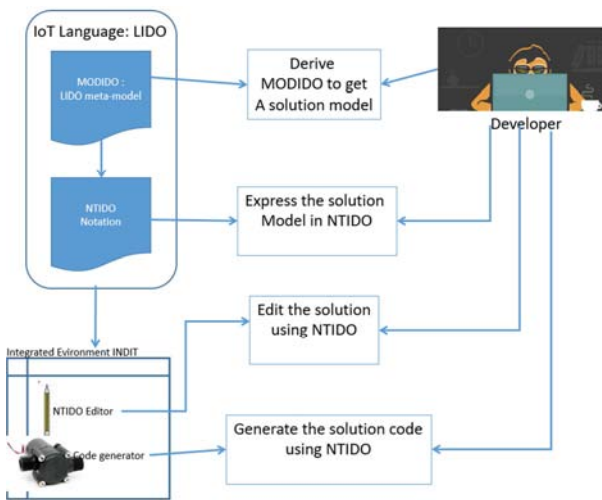 IoT Language: LIDO
MODIDO :
LIDO meta-model
NTIDO
Notation
Derive
MODIDO to get
A solution model
Developer
Express the solution
Model in NTIDO
Edit the solution
using NTIDO
Integrated Evironment INDIT
NTIDO Editor
Code generator
Generate the solution code
using NTIDO